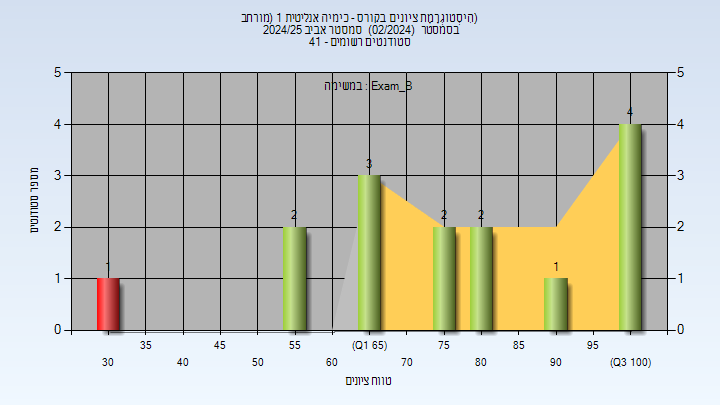 היסטוגרמת ציונים בקורס - כימיה אנליטית 1 (מורחב)
בסמסטר (02/2024) סמסטר אביב 2024/25
סטודנטים רשומים - 41
במשימה : Exam_B
מספר סטודנטים
5 5
4 4
3 3
2 2
1 1
0 0
1 2 3 2 2 1 4
35 45 55 (Q1 65) 75 85 95
30 40 50 60 70 80 90 (Q3 100)
טווח ציונים